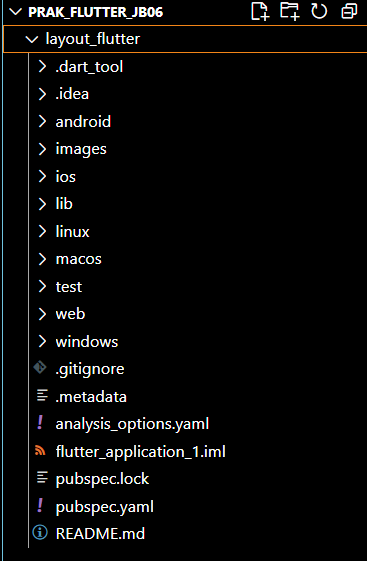 PRAK_FLUTTER_JB06
layout_flutter
.dart_tool
.idea
android
images
ios
lib
linux
macos
test
web
windows
.gitignore
.metadata
analysis_options.yaml
flutter_application_1.iml
pubspec.lock
pubspec.yaml
README.md